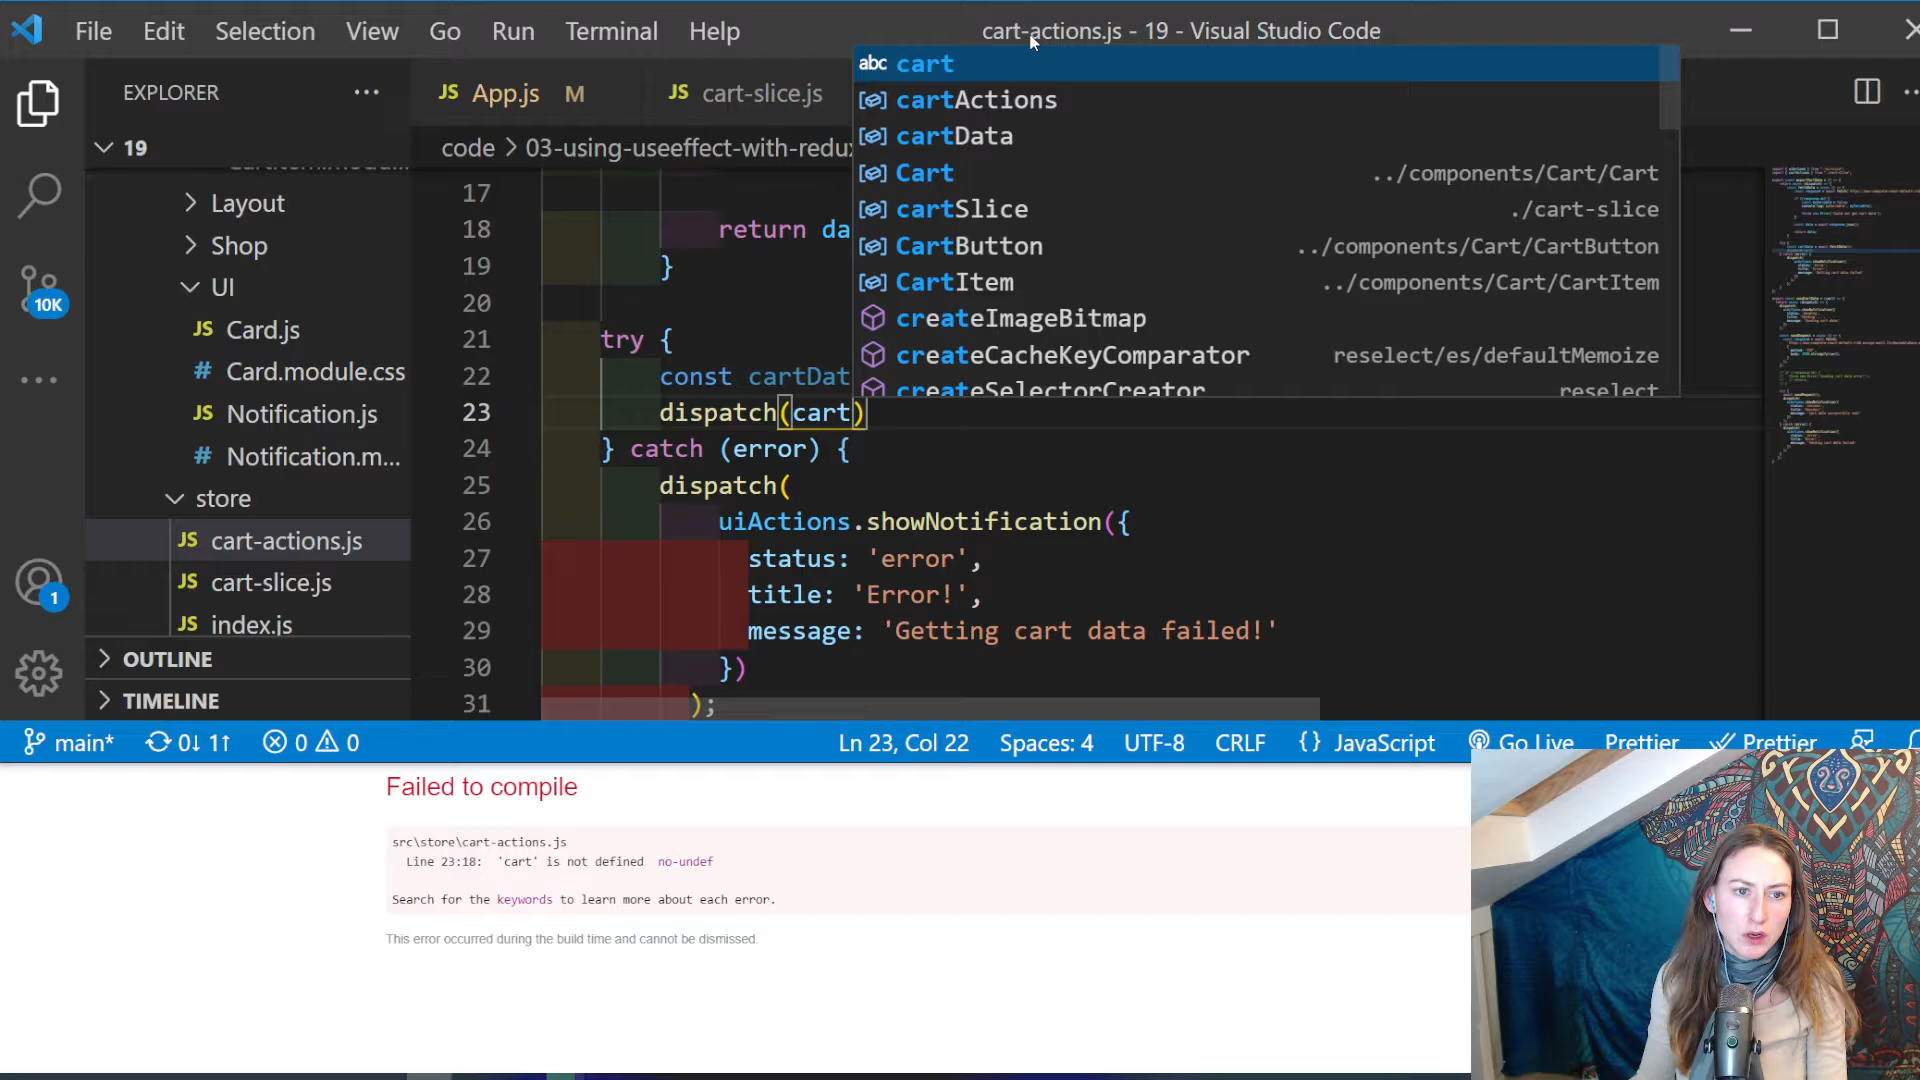 File Edit Selection View Go Run Terminal Help
cart-actions.js - 19 - Visual Studio Code
EXPLORER
19
Layout
Shop
UI
Card.js
Card.module.css
Notification.js
Notification.m...
store
cart-actions.js
cart-slice.js
index.js
OUTLINE
TIMELINE
10K
1
JS App.js M
JS cart-slice.js
code > 03-using-useeffect-with-redux
abc cart
cartActions
cartData
Cart ../components/Cart/Cart
cartSlice ./cart-slice
CartButton ../components/Cart/CartButton
CartItem ../components/Cart/CartItem
createImageBitmap
createCacheKeyComparator reselect/es/defaultMemoize
createSelectorCreator reselect
17
18 return da
19 }
20
21 try {
22 const cartDat
23 dispatch(cart)
24 } catch (error) {
25 dispatch(
26 uiActions.showNotification({
27 status: 'error',
28 title: 'Error!',
29 message: 'Getting cart data failed!'
30 })
31 );
main* 0↓ 1↑ 0 0 Ln 23, Col 22 Spaces: 4 UTF-8 CRLF {} JavaScript Go Live Prettier Prettier
Failed to compile
src\store\cart-actions.js
Line 23:18: 'cart' is not defined no-undef
Search for the keywords to learn more about each error.
This error occurred during the build time and cannot be dismissed.